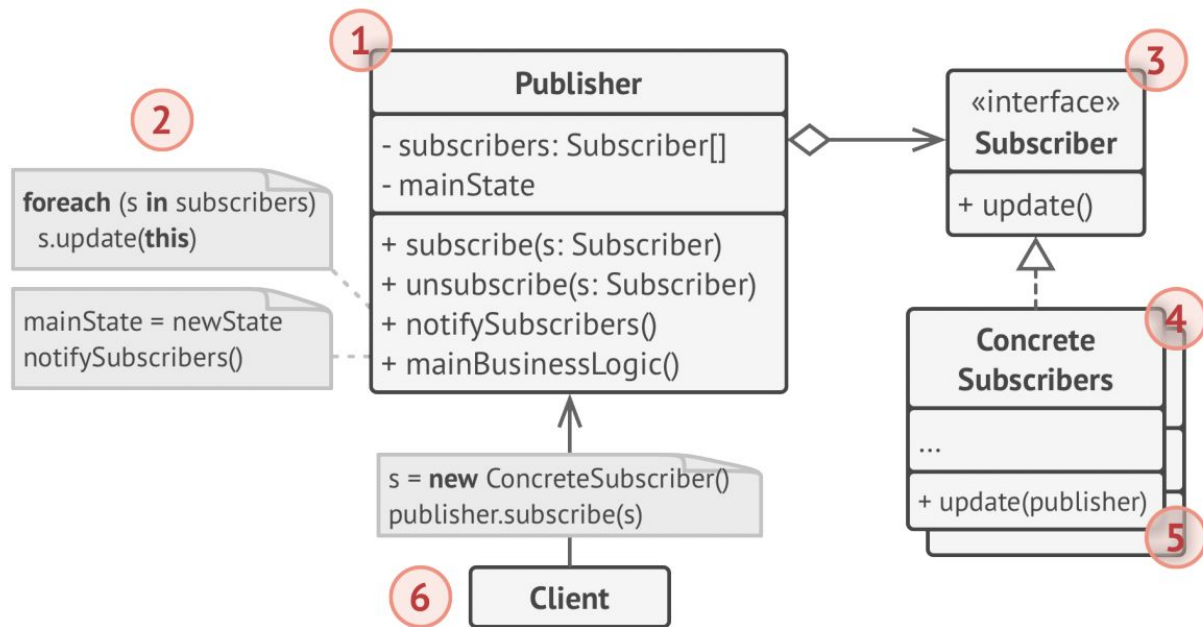 1
Publisher
- subscribers: Subscriber[]
- mainState
+ subscribe(s: Subscriber)
+ unsubscribe(s: Subscriber)
+ notifySubscribers()
+ mainBusinessLogic()
2
foreach (s in subscribers)
s.update(this)
mainState = newState
notifySubscribers()
3
«interface»
Subscriber
+ update()
4
Concrete
Subscribers
...
+ update(publisher)
5
s = new ConcreteSubscriber()
publisher.subscribe(s)
6
Client